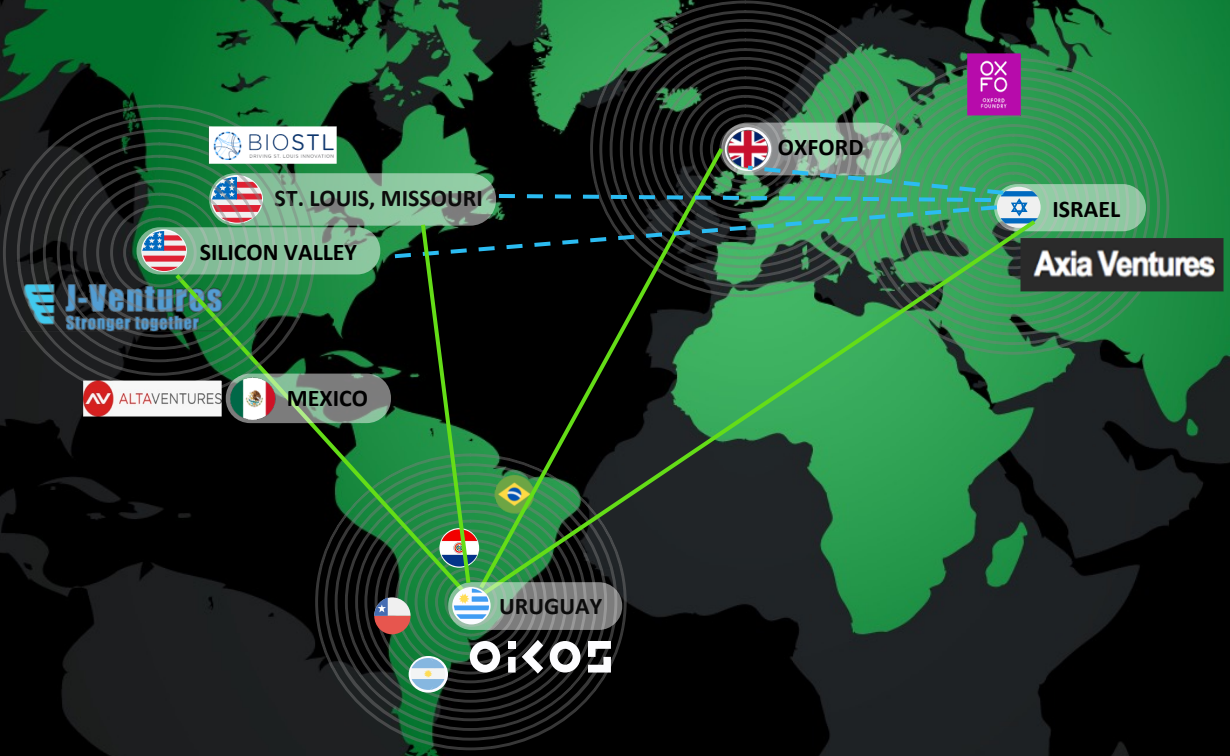 OX
FO
OXFORD
FOUNDRY
BIOSTL
DRIVING ST. LOUIS INNOVATION
OXFORD
ST. LOUIS, MISSOURI
ISRAEL
SILICON VALLEY
Axia Ventures
J-Ventures
Stronger together
ALTAVENTURES
MEXICO
URUGUAY
OiKOS